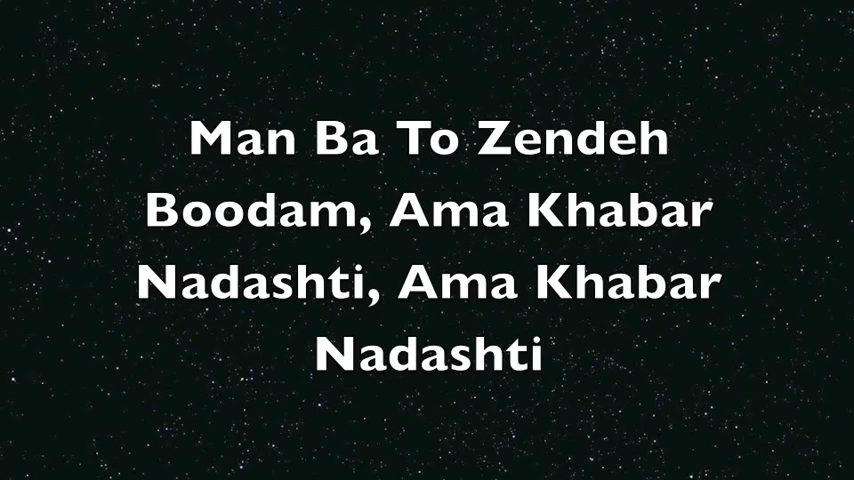 Man Ba To Zendeh
Boodam, Ama Khabar
Nadashti, Ama Khabar
Nadashti